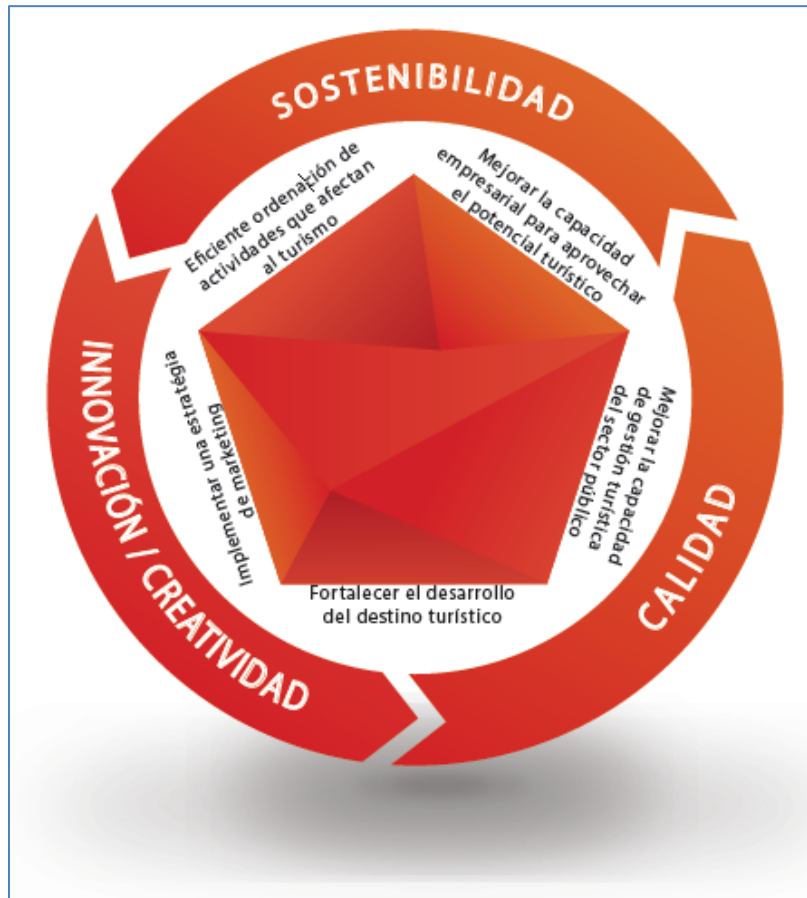 SOSTENIBILIDAD
Eficiente ordenación de
actividades que afectan
al turismo
Mejorar la capacidad
empresarial para aprovechar
el potencial turístico
Mejorar la capacidad
de gestión turística
del sector público
CALIDAD
Fortalecer el desarrollo
del destino turístico
Implementar una estratégia
de marketing
INNOVACIÓN / CREATIVIDAD